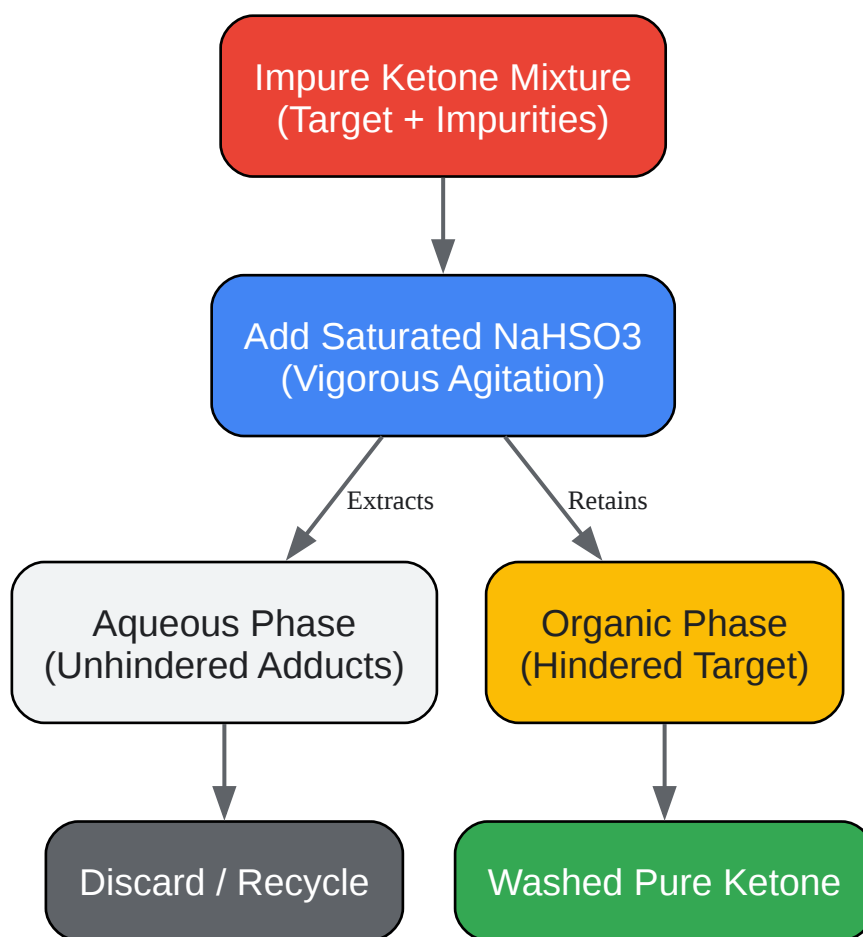 Impure Ketone Mixture
(Target + Impurities)
Add Saturated NaHSO3
(Vigorous Agitation)
Extracts
Retains
Aqueous Phase
(Unhindered Adducts)
Organic Phase
(Hindered Target)
Discard / Recycle
Washed Pure Ketone